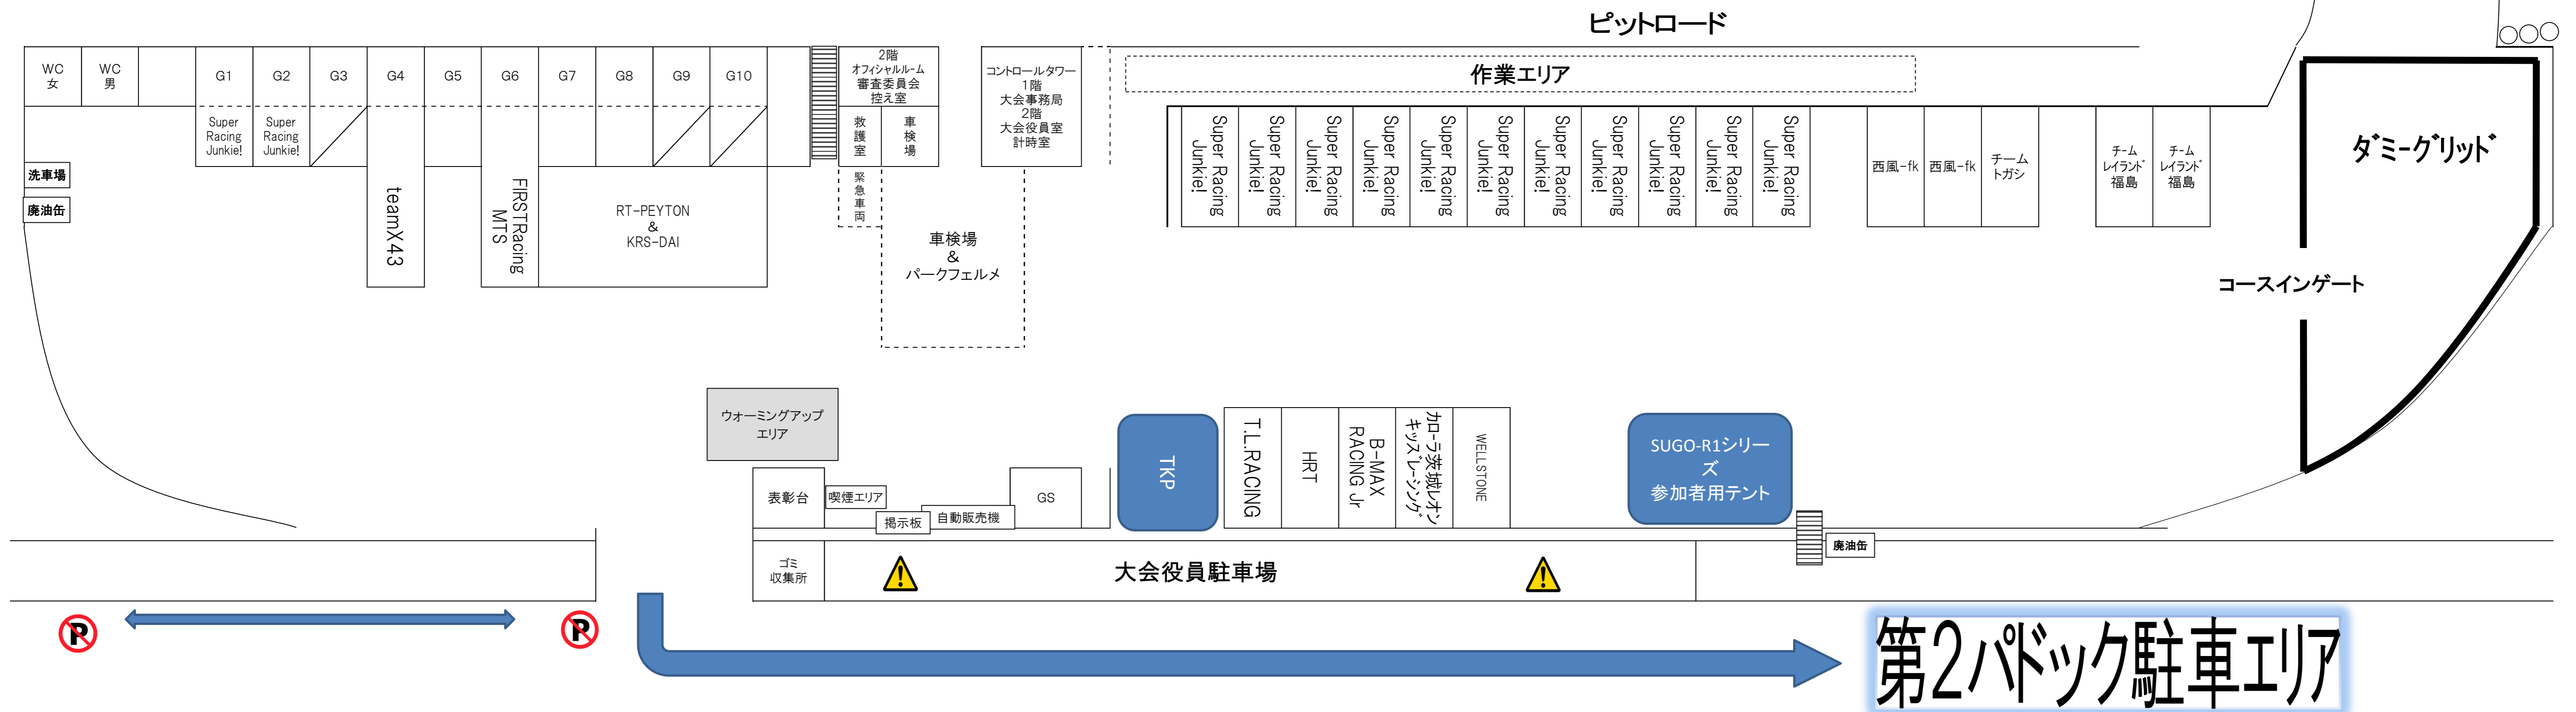 ピットロード
WC
女
WC
男
G1
G2
G3
G4
G5
G6
G7
G8
G9
G10
2階
オフィシャルルーム
審査委員会
控え室
コントロールタワー
1階
大会事務局
2階
大会役員室
計時室
作業エリア
Super
Racing
Junkie!
Super
Racing
Junkie!
救護室
車検場
緊急車両
洗車場
廃油缶
teamX43
FIRSTRacing
MTS
RT-PEYTON
&
KRS-DAI
車検場
&
パークフェルメ
Super Racing
Junkie!
Super Racing
Junkie!
Super Racing
Junkie!
Super Racing
Junkie!
Super Racing
Junkie!
Super Racing
Junkie!
Super Racing
Junkie!
Super Racing
Junkie!
Super Racing
Junkie!
Super Racing
Junkie!
Super Racing
Junkie!
西風-fk
西風-fk
チーム
トガシ
チーム
レイランド
福島
チーム
レイランド
福島
ダミーグリッド
コースインゲート
ウォーミングアップ
エリア
表彰台
喫煙エリア
掲示板
自動販売機
GS
TKP
T.L.RACING
HRT
B-MAX
RACING Jr
カローラ茨城レオン
キッズレーシング
WELLSTONE
SUGO-R1シリー
ズ
参加者用テント
廃油缶
ゴミ
収集所
大会役員駐車場
P
P
第2パドック駐車エリア